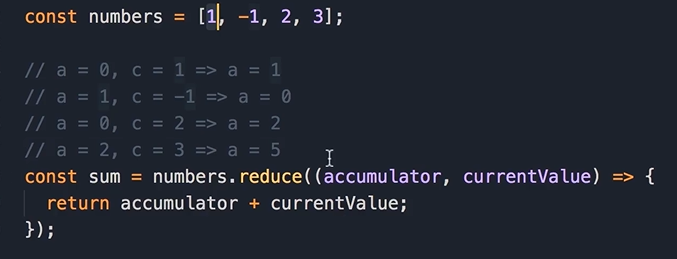 const numbers = [1, -1, 2, 3];
// a = 0, c = 1 => a = 1
// a = 1, c = -1 => a = 0
// a = 0, c = 2 => a = 2
// a = 2, c = 3 => a = 5
const sum = numbers.reduce((accumulator, currentValue) => {
  return accumulator + currentValue;
});